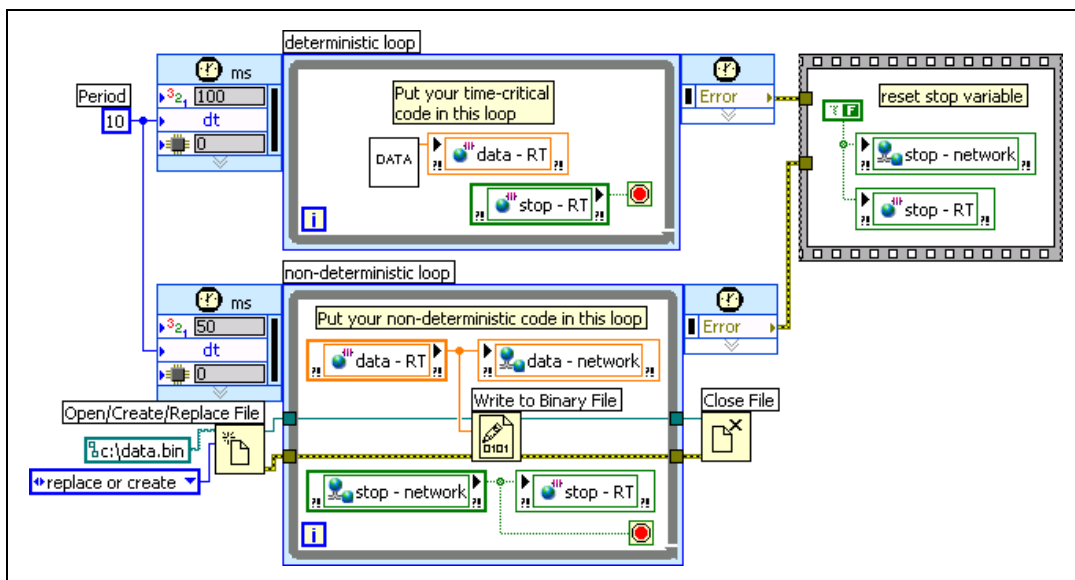 deterministic loop
ms
Period
10
100
dt
0
Put your time-critical
code in this loop
DATA
data - RT
stop - RT
i
Error
reset stop variable
F
stop - network
stop - RT
non-deterministic loop
ms
50
dt
0
Put your non-deterministic code in this loop
data - RT
data - network
Error
Open/Create/Replace File
c:\data.bin
replace or create
Write to Binary File
0101
Close File
stop - network
stop - RT
i